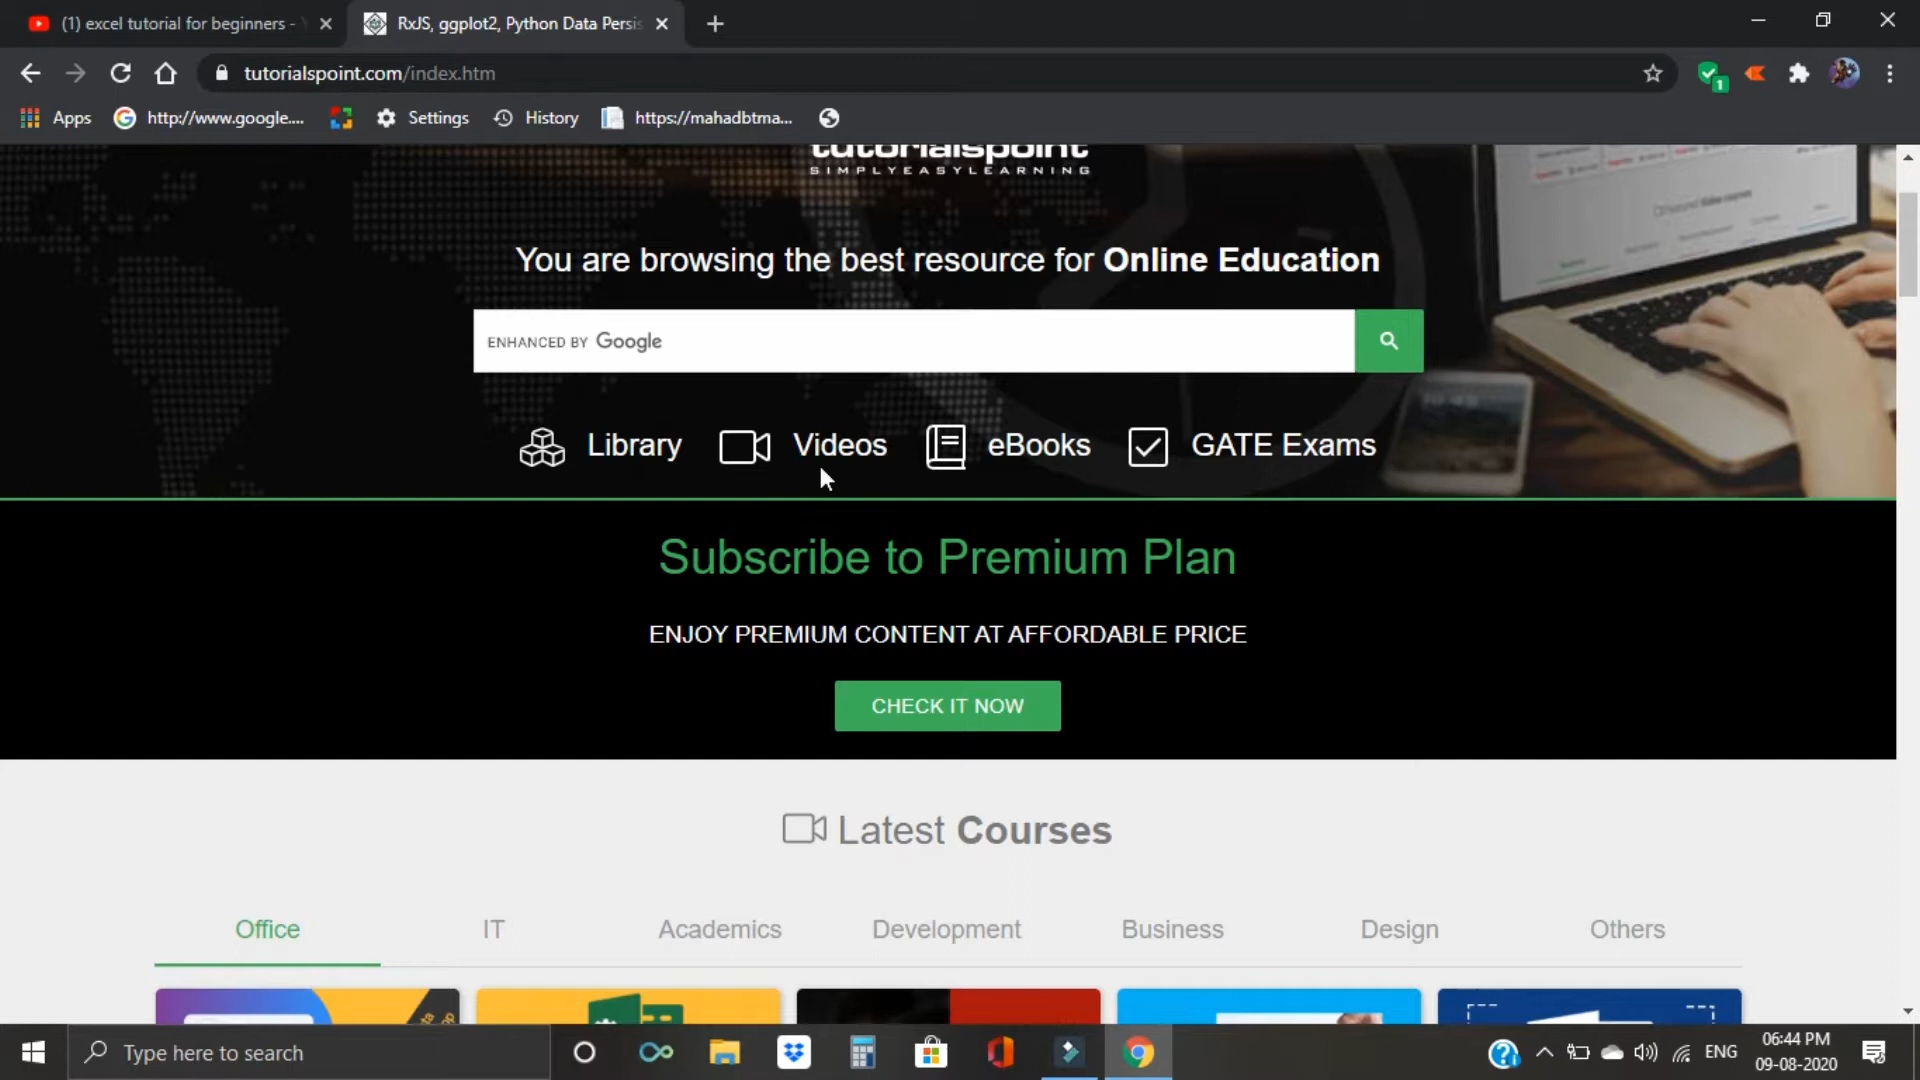 (1) excel tutorial for beginners -
RxJS, ggplot2, Python Data Persis
tutorialspoint.com/index.htm
Apps
http://www.google....
Settings
History
https://mahadbtma...
tutorialspoint
SIMPLYEASYLEARNING
You are browsing the best resource for Online Education
ENHANCED BY Google
Library
Videos
eBooks
GATE Exams
Subscribe to Premium Plan
ENJOY PREMIUM CONTENT AT AFFORDABLE PRICE
CHECK IT NOW
Latest Courses
Office
IT
Academics
Development
Business
Design
Others
Type here to search
ENG
06:44 PM
09-08-2020
1